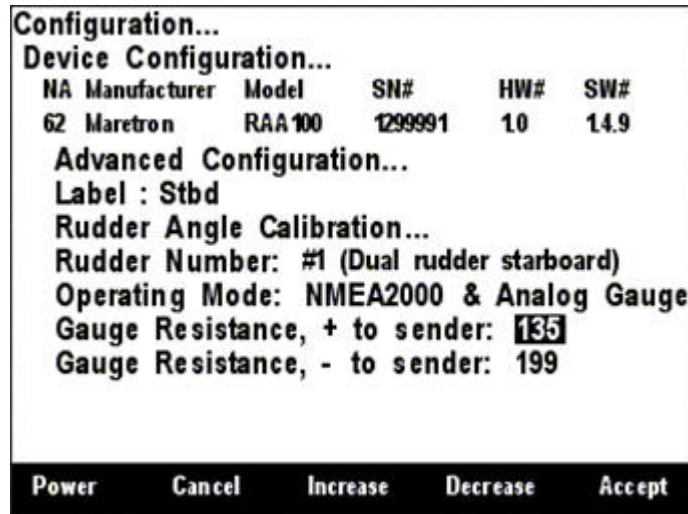 Configuration...
Device Configuration...
NA Manufacturer Model SN# HW# SW#
62 Maretron RAA100 1299991 1.0 1.4.9
Advanced Configuration...
Label : Stbd
Rudder Angle Calibration...
Rudder Number: #1 (Dual rudder starboard)
Operating Mode: NMEA2000 & Analog Gauge
Gauge Resistance, + to sender: 135
Gauge Resistance, - to sender: 199
Power Cancel Increase Decrease Accept